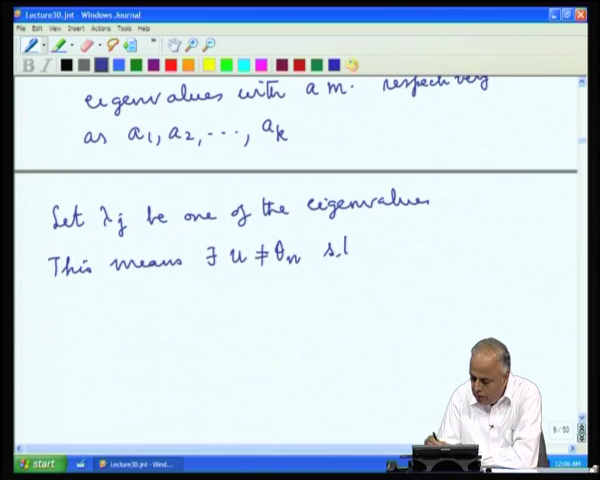 Lecture30.jnt - Windows Journal
File Edit View Insert Actions Tools Help
B I
eigenvalues with a m. respectively
as a₁, a₂, ..., aₖ
Let λj be one of the eigenvalues
This means ∃ u ≠ θₙ s.t
9 / 50
start Lecture30.jnt - Wind... 12:06 AM